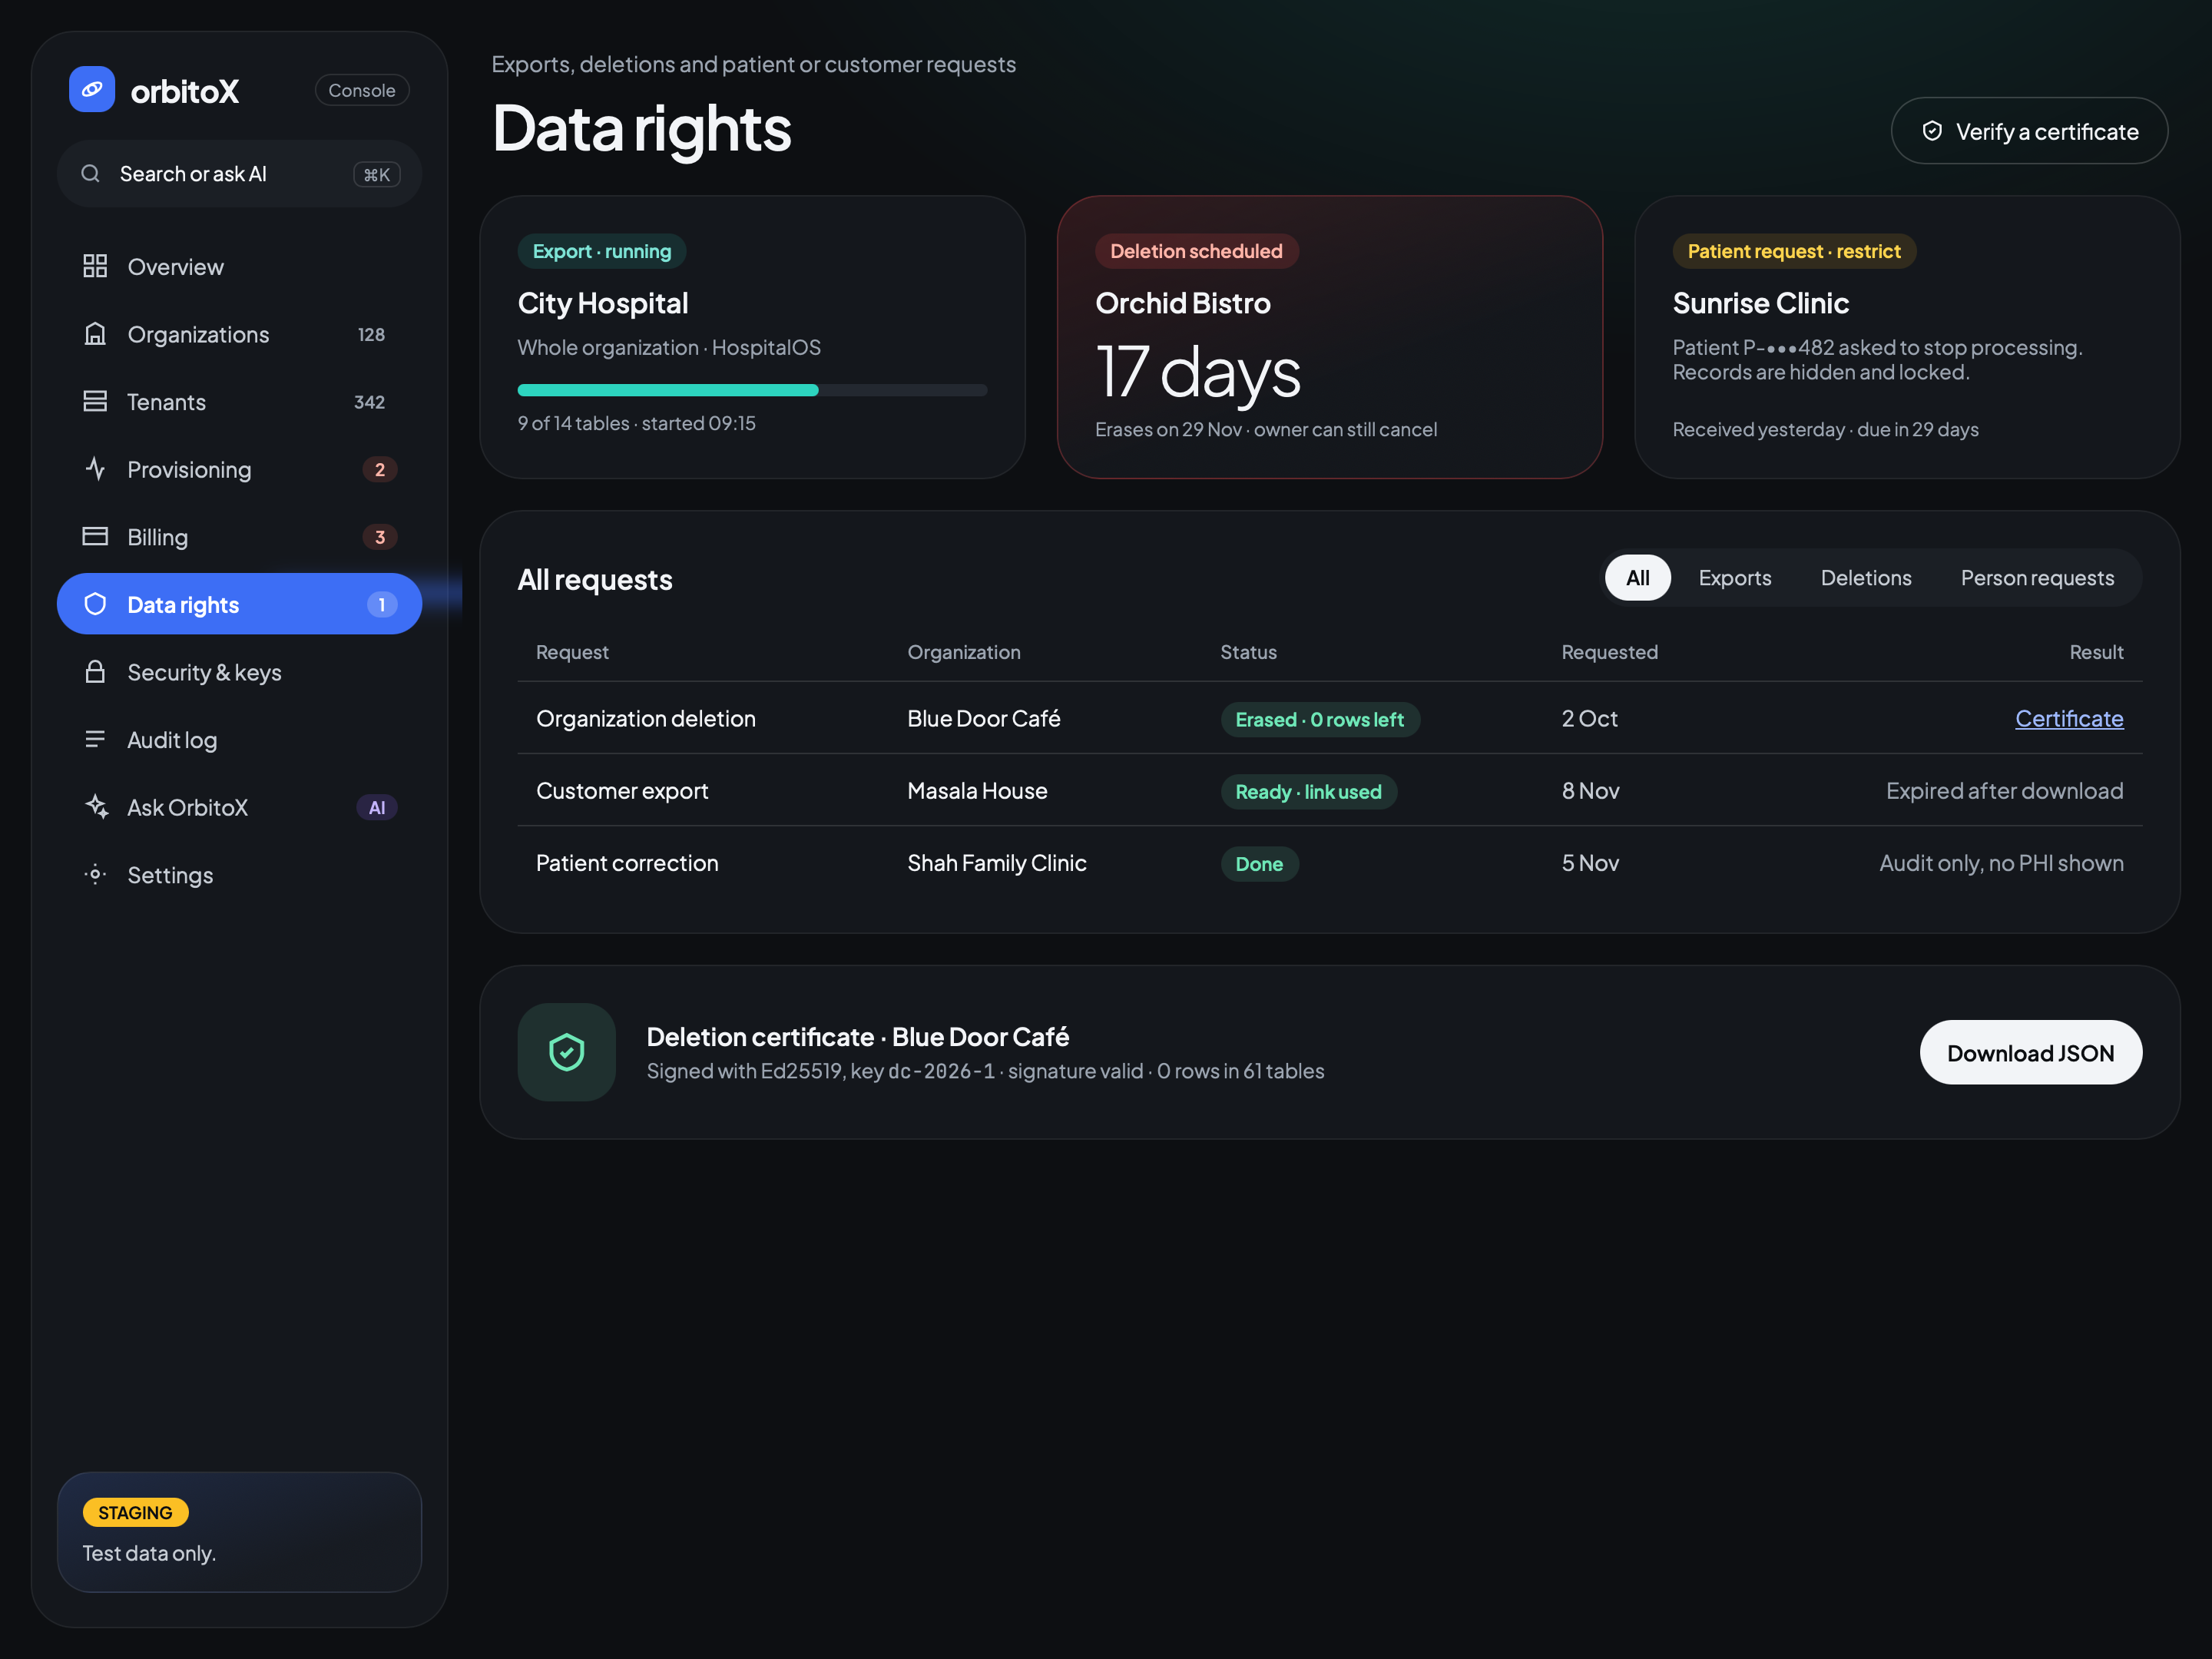 orbitoX
Console
Search or ask AI
⌘K
Overview
Organizations 128
Tenants 342
Provisioning 2
Billing 3
Data rights 1
Security & keys
Audit log
Ask OrbitoX AI
Settings
STAGING
Test data only.
Exports, deletions and patient or customer requests
Data rights
Verify a certificate
Export · running
City Hospital
Whole organization · HospitalOS
9 of 14 tables · started 09:15
Deletion scheduled
Orchid Bistro
17 days
Erases on 29 Nov · owner can still cancel
Patient request · restrict
Sunrise Clinic
Patient P-•••482 asked to stop processing.
Records are hidden and locked.
Received yesterday · due in 29 days
All requests
All Exports Deletions Person requests
Request Organization Status Requested Result
Organization deletion Blue Door Café Erased · 0 rows left 2 Oct Certificate
Customer export Masala House Ready · link used 8 Nov Expired after download
Patient correction Shah Family Clinic Done 5 Nov Audit only, no PHI shown
Deletion certificate · Blue Door Café
Signed with Ed25519, key dc-2026-1 · signature valid · 0 rows in 61 tables
Download JSON